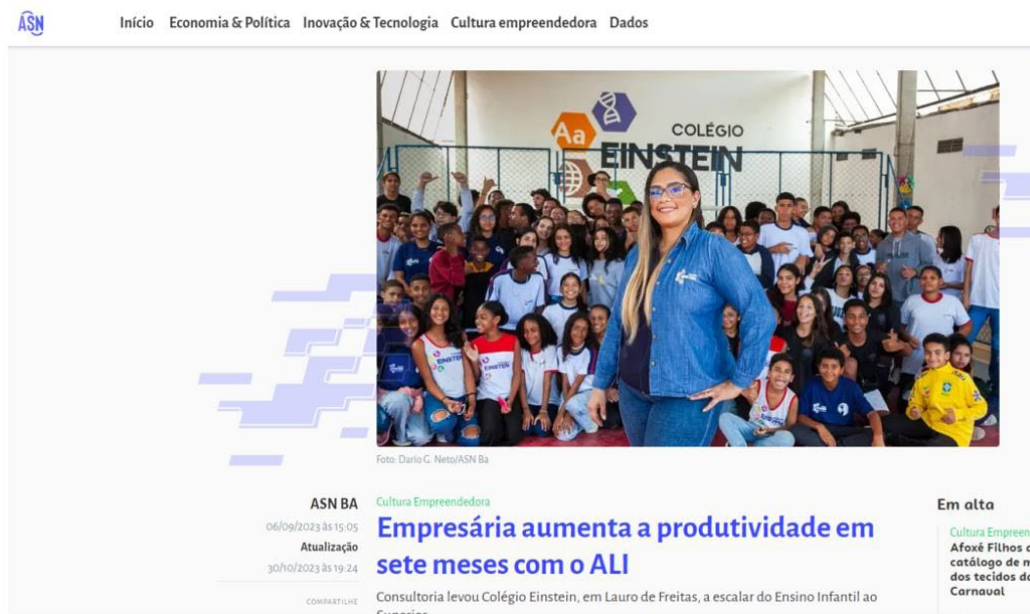 ASN
Início Economia & Política Inovação & Tecnologia Cultura empreendedora Dados
Aa
COLÉGIO
EINSTEIN
Foto: Darío G. Neto/ASN Ba
ASN BA
06/09/2023 às 15:05
Atualização
30/10/2023 às 19:24
COMPARTILHE
Cultura Empreendedora
Empresária aumenta a produtividade em
sete meses com o ALI
Consultoria levou Colégio Einstein, em Lauro de Freitas, a escalar do Ensino Infantil ao
Superior
Em alta
Cultura Empreen
Afoxé Filhos
catálogo de
dos tecidos
Carnaval